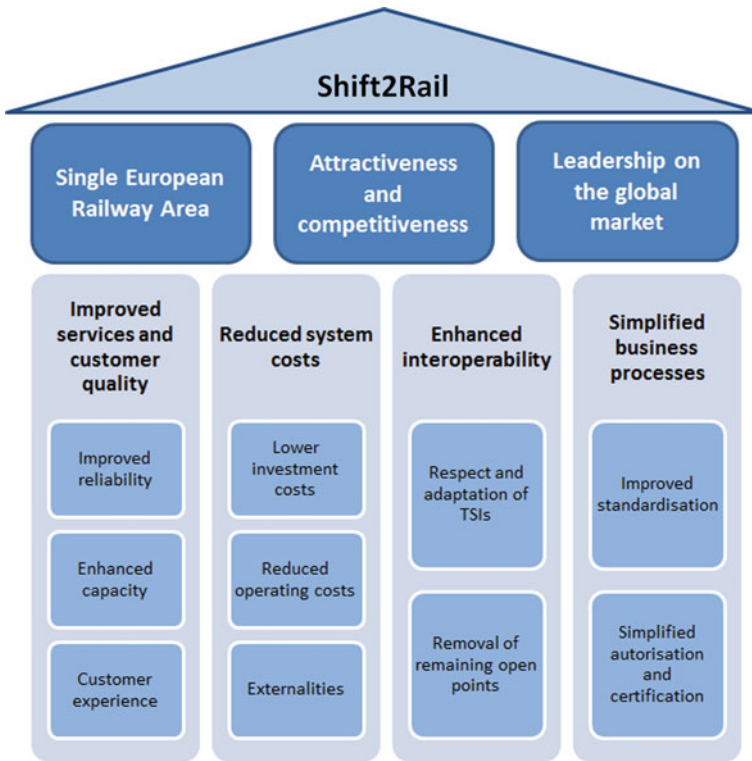 Shift2Rail
Single European
Railway Area
Attractiveness
and
competitiveness
Leadership on
the global
market
Improved
services and
customer
quality
Improved
reliability
Enhanced
capacity
Customer
experience
Reduced system
costs
Lower
investment
costs
Reduced
operating costs
Externalities
Enhanced
interoperability
Respect and
adaptation of
TSIs
Removal of
remaining open
points
Simplified
business
processes
Improved
standardisation
Simplified
autorisation
and
certification